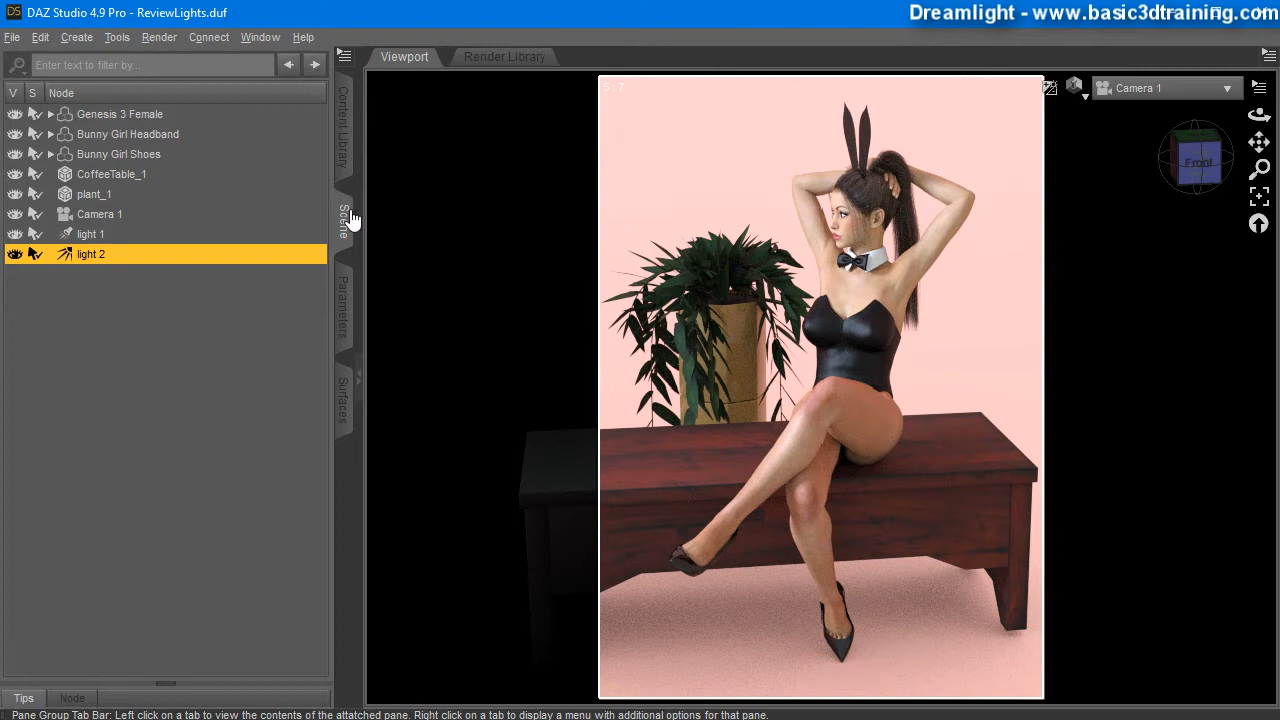 DS DAZ Studio 4.9 Pro - ReviewLights.duf
Dreamlight - www.basic3dtraining.com
File Edit Create Tools Render Connect Window Help
Enter text to filter by...
Viewport Render Library
V S Node
Genesis 3 Female
Bunny Girl Headband
Bunny Girl Shoes
CoffeeTable_1
plant_1
Camera 1
light 1
light 2
Content Library
Scene
Parameters
Surfaces
5 : 7
Camera 1
Front
Tips Node
Pane Group Tab Bar: Left click on a tab to view the contents of the attatched pane. Right click on a tab to display a menu with additional options for that pane.